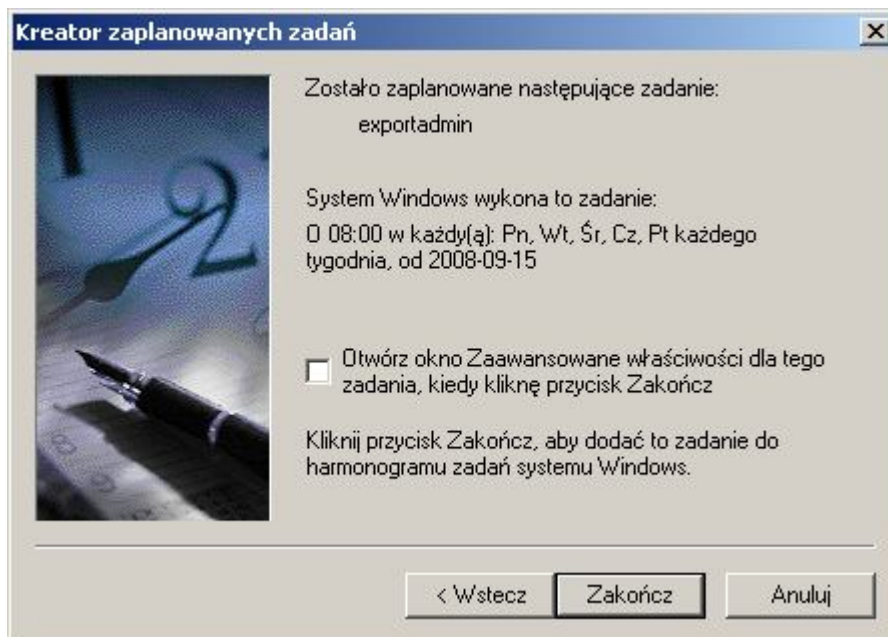 Kreator zaplanowanych zadań
Zostało zaplanowane następujące zadanie:
exportadmin
System Windows wykona to zadanie:
O 08:00 w każdy(ą): Pn, Wt, Śr, Cz, Pt każdego
tygodnia, od 2008-09-15
Otwórz okno Zaawansowane właściwości dla tego
zadania, kiedy kliknę przycisk Zakończ
Kliknij przycisk Zakończ, aby dodać to zadanie do
harmonogramu zadań systemu Windows.
< Wstecz
Zakończ
Anuluj